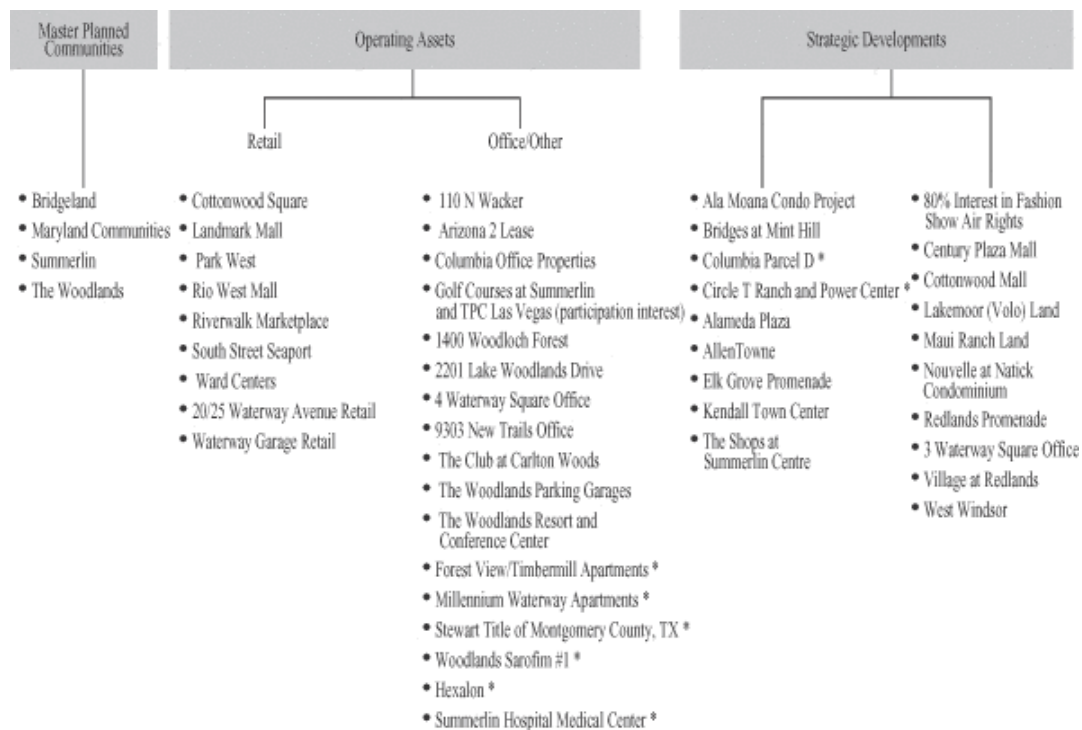 Master Planned
Communities
Operating Assets
Strategic Developments
Retail
Office/Other
• Bridgeland
• Maryland Communities
• Summerlin
• The Woodlands
• Cottonwood Square
• Landmark Mall
• Park West
• Rio West Mall
• Riverwalk Marketplace
• South Street Seaport
• Ward Centers
• 20/25 Waterway Avenue Retail
• Waterway Garage Retail
• 110 N Wacker
• Arizona 2 Lease
• Columbia Office Properties
• Golf Courses at Summerlin
and TPC Las Vegas (participation interest)
• 1400 Woodloch Forest
• 2201 Lake Woodlands Drive
• 4 Waterway Square Office
• 9303 New Trails Office
• The Club at Carlton Woods
• The Woodlands Parking Garages
• The Woodlands Resort and
Conference Center
• Forest View/Timbermill Apartments *
• Millennium Waterway Apartments *
• Stewart Title of Montgomery County, TX *
• Woodlands Sarofim #1 *
• Hexalon *
• Summerlin Hospital Medical Center *
• Ala Moana Condo Project
• Bridges at Mint Hill
• Columbia Parcel D *
• Circle T Ranch and Power Center *
• Alameda Plaza
• AllenTowne
• Elk Grove Promenade
• Kendall Town Center
• The Shops at
Summerlin Centre
• 80% Interest in Fashion
Show Air Rights
• Century Plaza Mall
• Cottonwood Mall
• Lakemoor (Volo) Land
• Maui Ranch Land
• Nouvelle at Natick
Condominium
• Redlands Promenade
• 3 Waterway Square Office
• Village at Redlands
• West Windsor